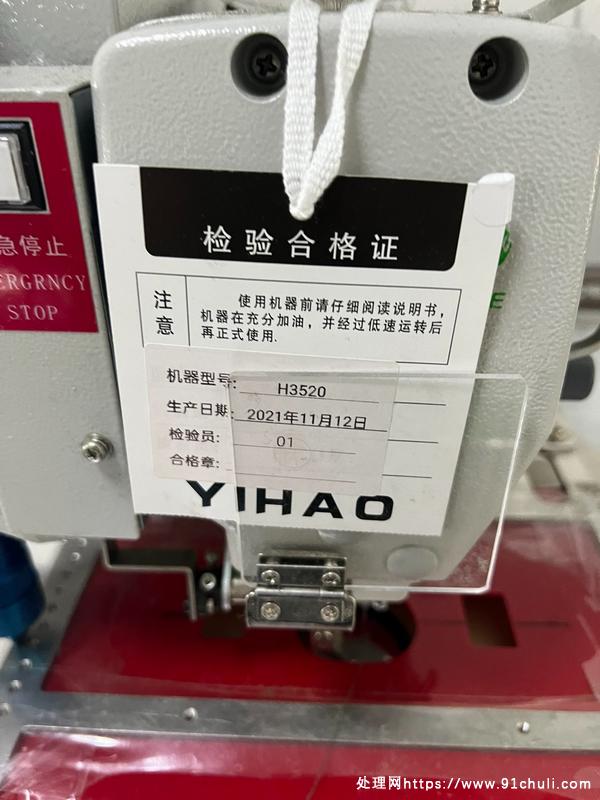 急停止
ERGRNCY
STOP
检验合格证
注意
使用机器前请仔细阅读说明书，
机器在充分加油，并经过低速运转后
再正式使用.
E
机器型号: H3520
生产日期: 2021年11月12日
检验员: 01
合格章:
YIHAO
处理网https://www.91chuli.com